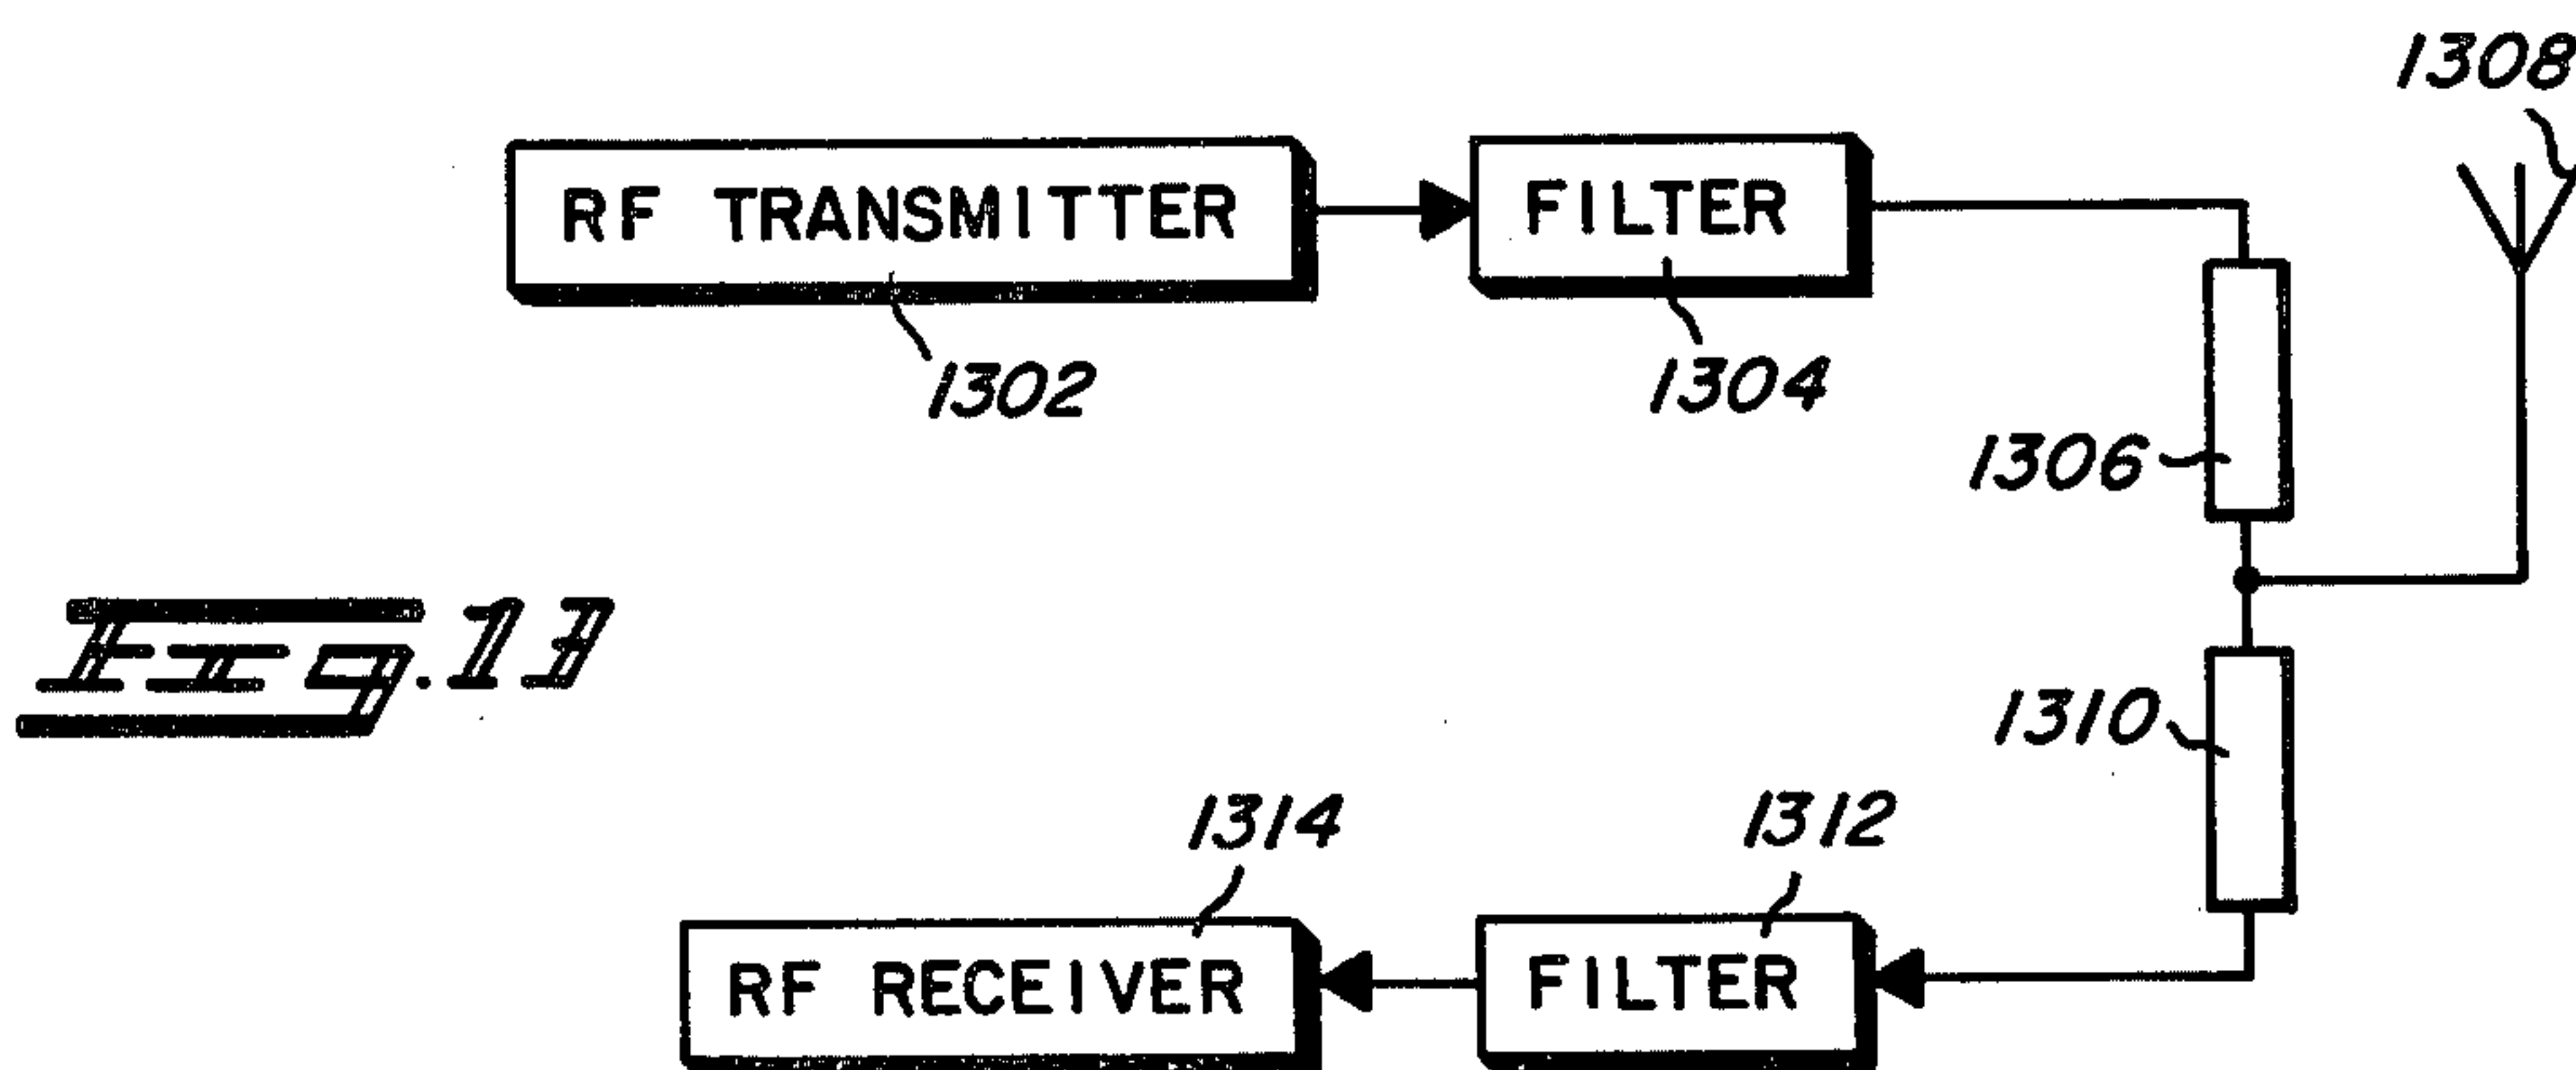 1308
RF TRANSMITTER
FILTER
1302
1304
1306
Fig. 13
1310
1314
1312
RF RECEIVER
FILTER